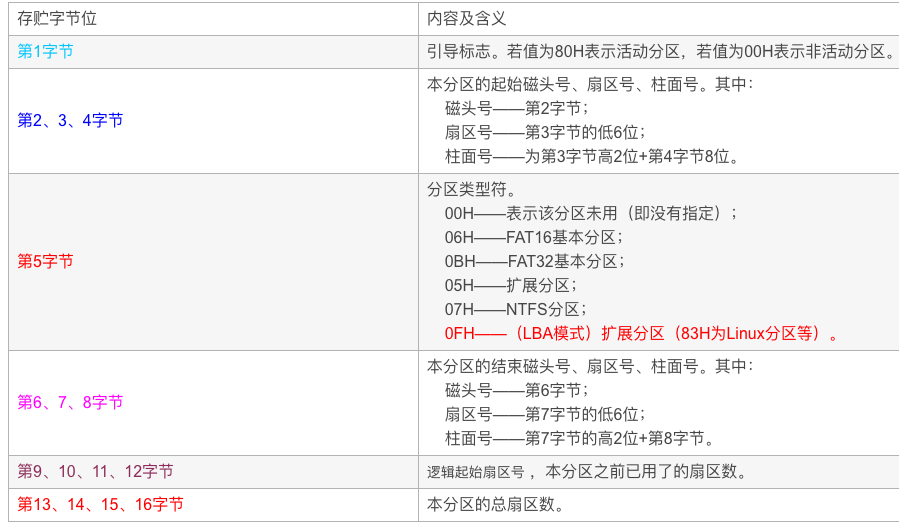 存贮字节位
内容及含义
第1字节
引导标志。若值为80H表示活动分区，若值为00H表示非活动分区。
第2、3、4字节
本分区的起始磁头号、扇区号、柱面号。其中：
磁头号——第2字节；
扇区号——第3字节的低6位；
柱面号——为第3字节高2位+第4字节8位。
第5字节
分区类型符。
00H——表示该分区未用（即没有指定）；
06H——FAT16基本分区；
0BH——FAT32基本分区；
05H——扩展分区；
07H——NTFS分区；
0FH——（LBA模式）扩展分区（83H为Linux分区等）。
第6、7、8字节
本分区的结束磁头号、扇区号、柱面号。其中：
磁头号——第6字节；
扇区号——第7字节的低6位；
柱面号——第7字节的高2位+第8字节。
第9、10、11、12字节
逻辑起始扇区号 ，本分区之前已用了的扇区数。
第13、14、15、16字节
本分区的总扇区数。